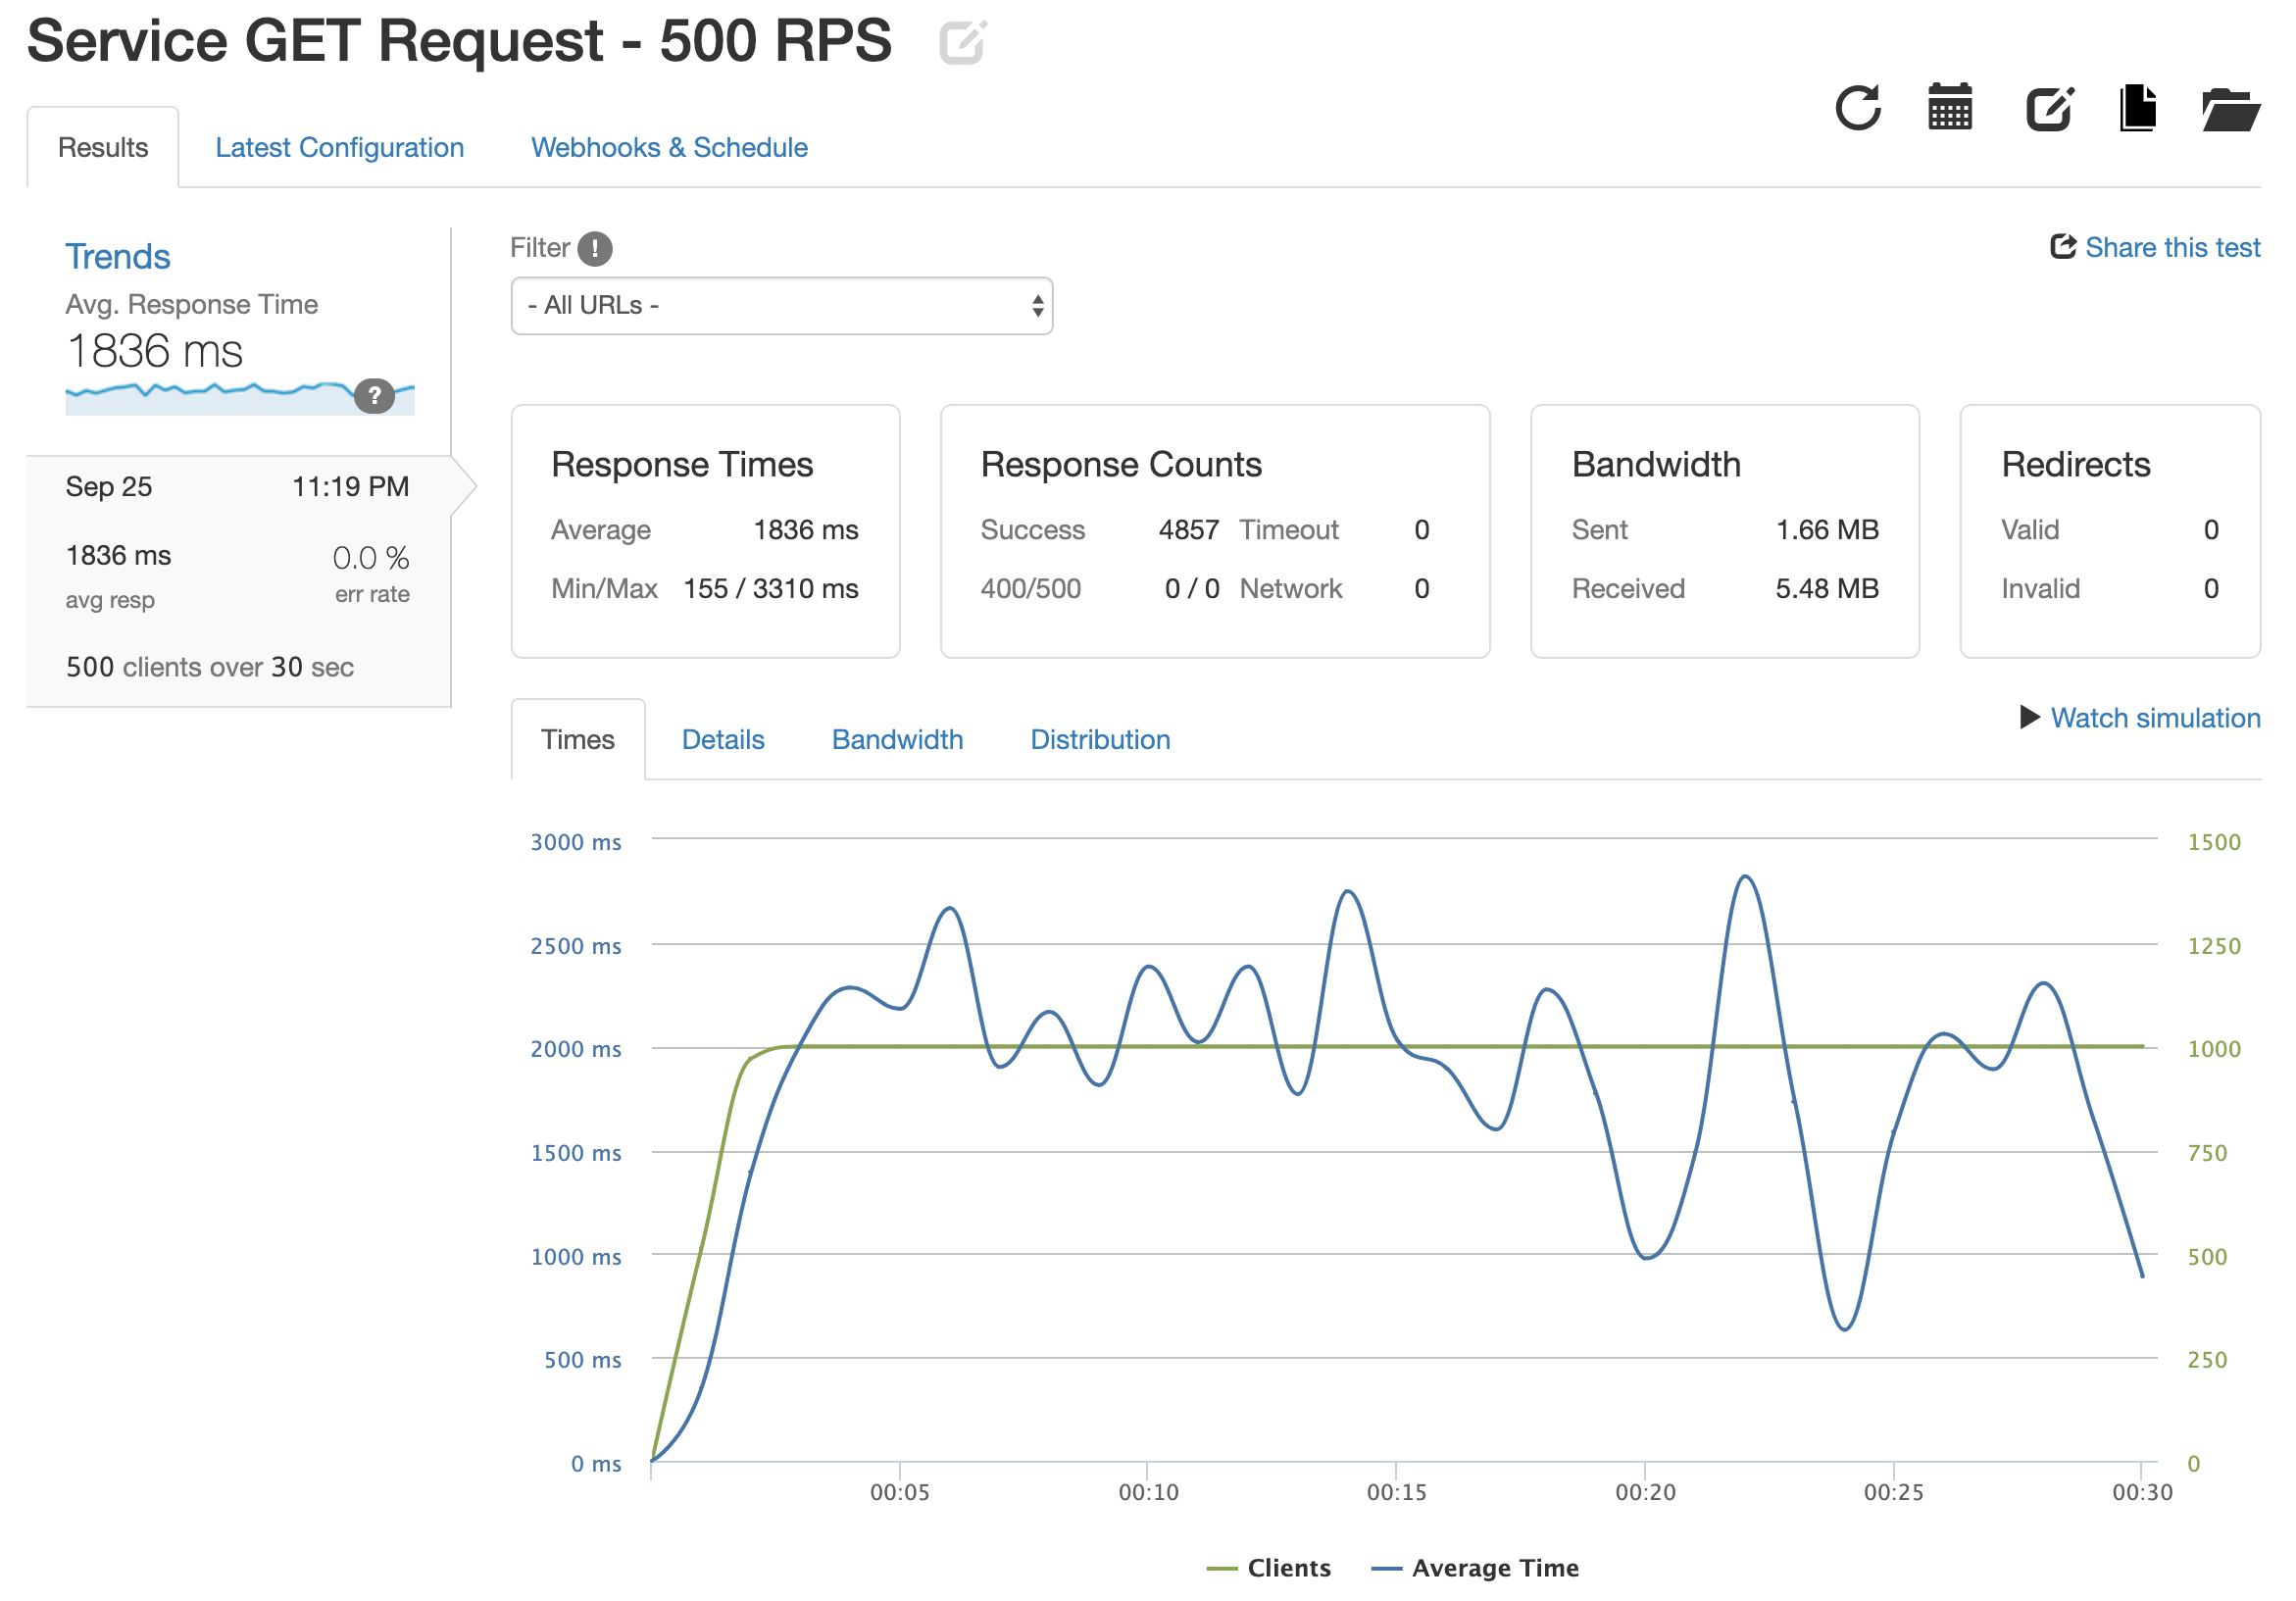 Service GET Request - 500 RPS
Results Latest Configuration Webhooks & Schedule
Trends
Avg. Response Time
1836 ms
?
Sep 25 11:19 PM
1836 ms 0.0 %
avg resp err rate
500 clients over 30 sec
Filter !
Share this test
- All URLs -
Response Times
Average 1836 ms
Min/Max 155 / 3310 ms
Response Counts
Success 4857 Timeout 0
400/500 0 / 0 Network 0
Bandwidth
Sent 1.66 MB
Received 5.48 MB
Redirects
Valid 0
Invalid 0
Times Details Bandwidth Distribution
Watch simulation
3000 ms 1500
2500 ms 1250
2000 ms 1000
1500 ms 750
1000 ms 500
500 ms 250
0 ms 0
00:05 00:10 00:15 00:20 00:25 00:30
Clients Average Time